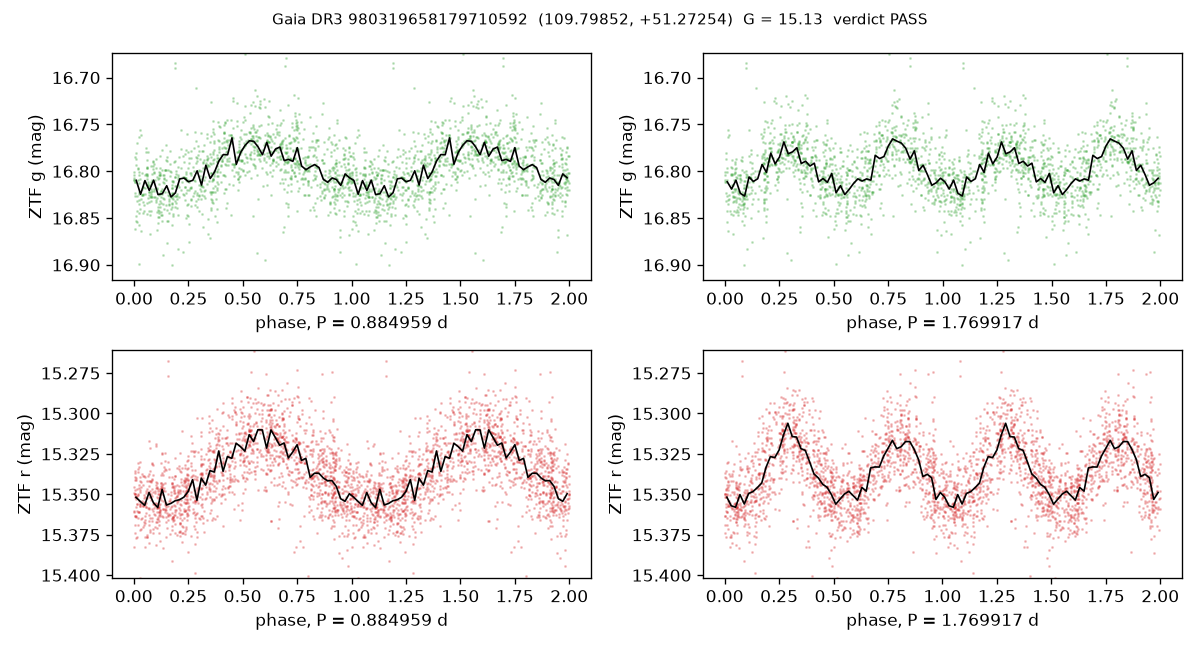 Gaia DR3 980319658179710592 (109.79852, +51.27254) G = 15.13 verdict PASS
ZTF g (mag)
16.70
16.75
16.80
16.85
16.90
0.00 0.25 0.50 0.75 1.00 1.25 1.50 1.75 2.00
phase, P = 0.884959 d
ZTF g (mag)
16.70
16.75
16.80
16.85
16.90
0.00 0.25 0.50 0.75 1.00 1.25 1.50 1.75 2.00
phase, P = 1.769917 d
ZTF r (mag)
15.275
15.300
15.325
15.350
15.375
15.400
0.00 0.25 0.50 0.75 1.00 1.25 1.50 1.75 2.00
phase, P = 0.884959 d
ZTF r (mag)
15.275
15.300
15.325
15.350
15.375
15.400
0.00 0.25 0.50 0.75 1.00 1.25 1.50 1.75 2.00
phase, P = 1.769917 d